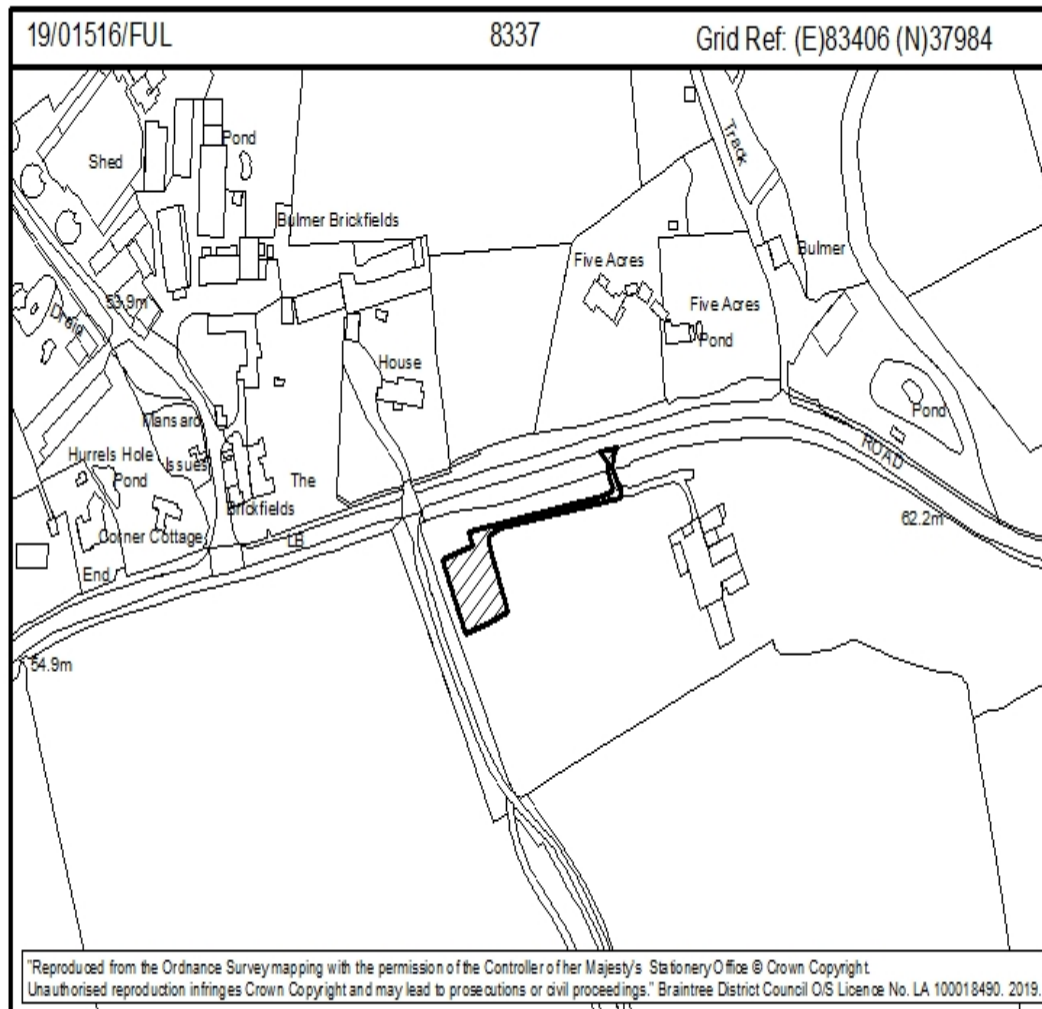 19/01516/FUL 8337 Grid Ref: (E)83406 (N)37984
Track
Pond
Shed
Bulmer Brickfields
Bulmer
Five Acres
53.9m
Five Acres
Drain
Pond
House
Pond
Mansard
ROAD
Hurrels Hole
Issues
Pond
The
Brickfields
62.2m
Corner Cottage
LB
End
54.9m
"Reproduced from the Ordnance Survey mapping with the permission of the Controller of her Majesty's Stationery Office © Crown Copyright.
Unauthorised reproduction infringes Crown Copyright and may lead to prosecutions or civil proceedings." Braintree District Council O/S Licence No. LA 100018490. 2019.